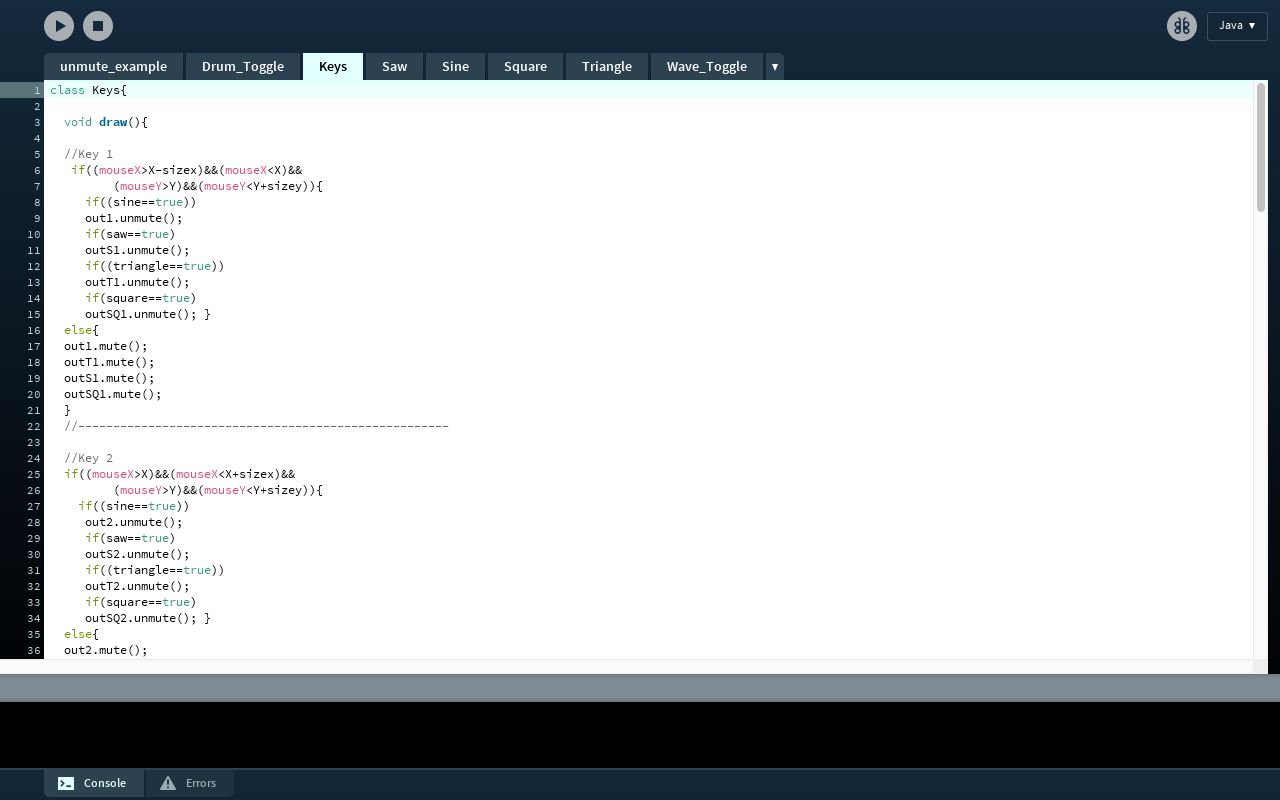 Java ▼
unmute_example Drum_Toggle Keys Saw Sine Square Triangle Wave_Toggle ▼
1 class Keys{
2
3 void draw(){
4
5 //Key 1
6 if((mouseX>X-sizex)&&(mouseX<X)&&
7 (mouseY>Y)&&(mouseY<Y+sizey)){
8 if((sine==true))
9 out1.unmute();
10 if(saw==true)
11 outS1.unmute();
12 if((triangle==true))
13 outT1.unmute();
14 if(square==true)
15 outSQ1.unmute(); }
16 else{
17 out1.mute();
18 outT1.mute();
19 outS1.mute();
20 outSQ1.mute();
21 }
22 //-----------------------------------------------------
23
24 //Key 2
25 if((mouseX>X)&&(mouseX<X+sizex)&&
26 (mouseY>Y)&&(mouseY<Y+sizey)){
27 if((sine==true))
28 out2.unmute();
29 if(saw==true)
30 outS2.unmute();
31 if((triangle==true))
32 outT2.unmute();
33 if(square==true)
34 outSQ2.unmute(); }
35 else{
36 out2.mute();
Console Errors